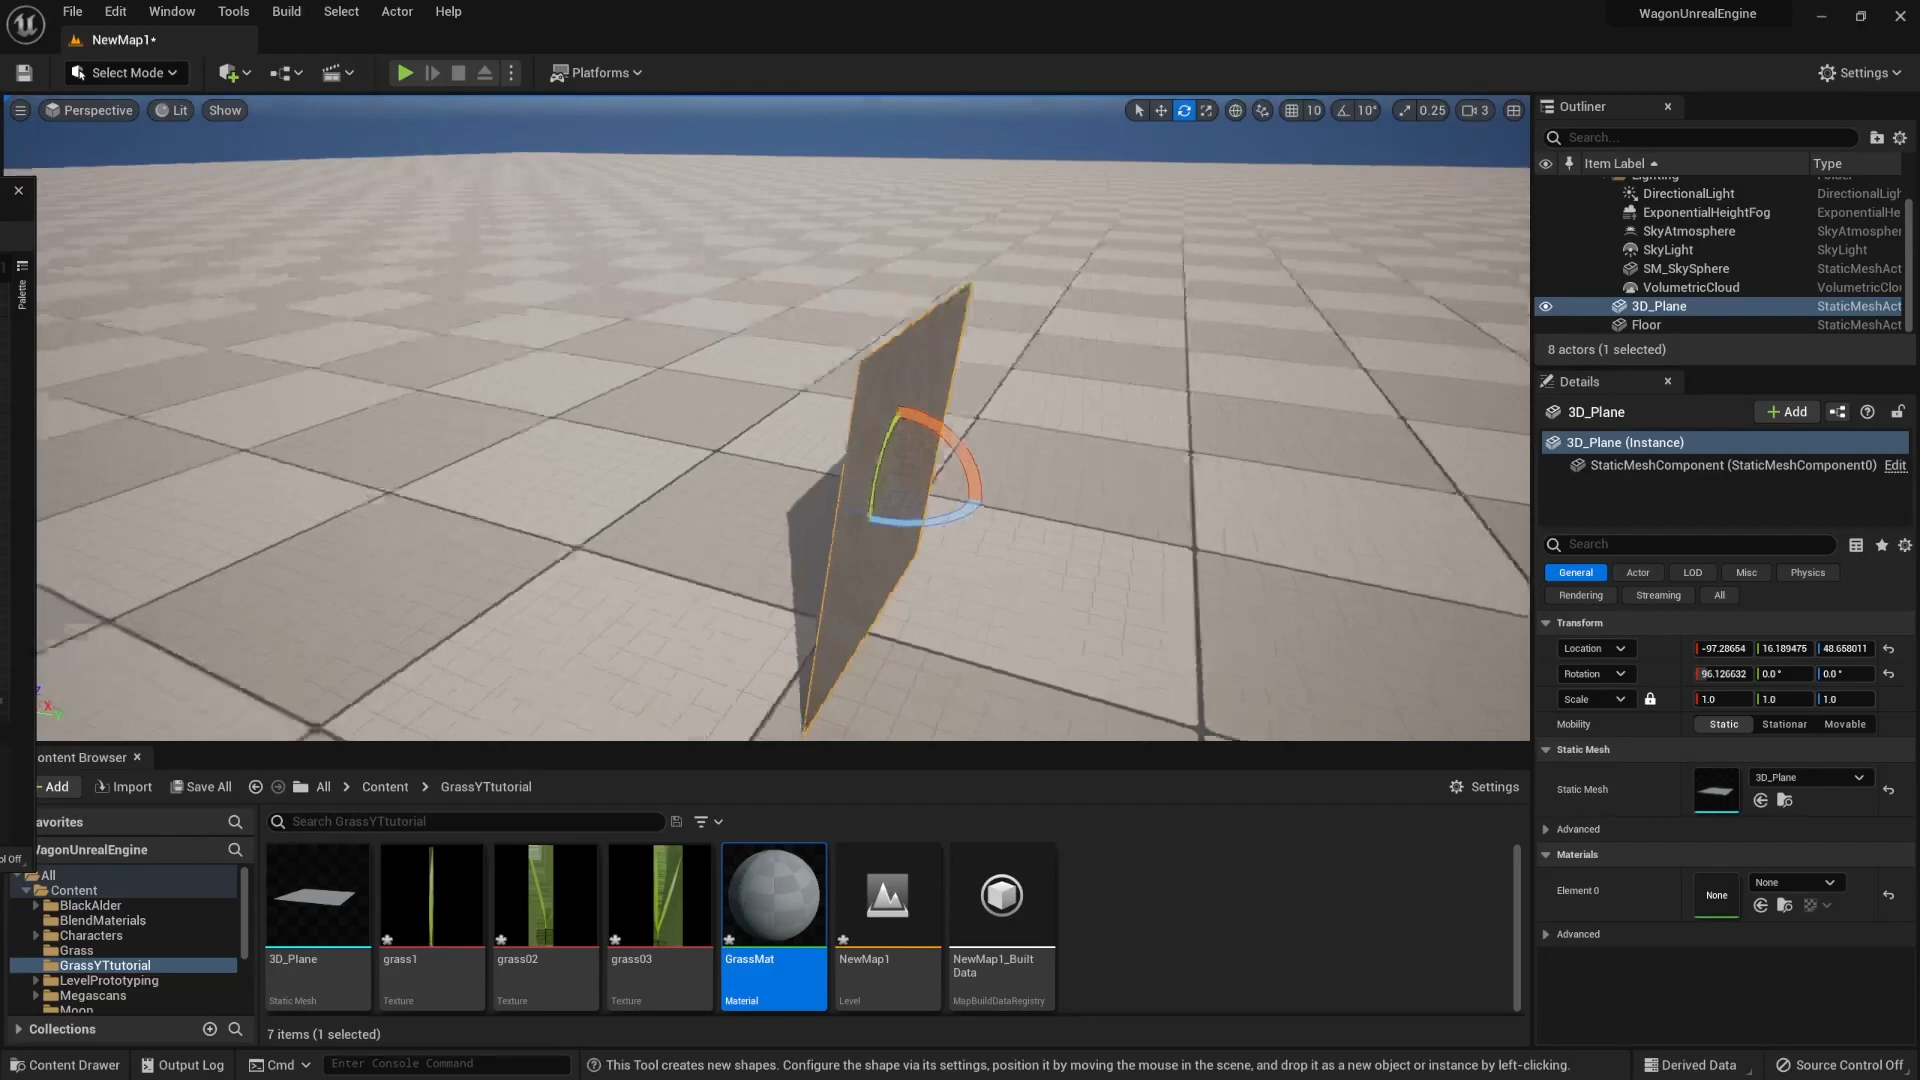 File Edit Window Tools Build Select Actor Help
WagonUnrealEngine
NewMap1*
Select Mode
Platforms
Settings
Perspective
Lit
Show
10
10°
0.25
3
Outliner
Search...
Item Label
Type
Lighting
Folder
DirectionalLight
DirectionalLigh
ExponentialHeightFog
ExponentialHe
SkyAtmosphere
SkyAtmospher
SkyLight
SkyLight
SM_SkySphere
StaticMeshAct
VolumetricCloud
VolumetricClou
3D_Plane
StaticMeshAct
Floor
StaticMeshAct
8 actors (1 selected)
Details
3D_Plane
Add
3D_Plane (Instance)
StaticMeshComponent (StaticMeshComponent0)
Edit
Search
General
Actor
LOD
Misc
Physics
Rendering
Streaming
All
Transform
Location
-97.28654
16.189475
48.658011
Rotation
96.126632
0.0°
0.0°
Scale
1.0
1.0
1.0
Mobility
Static
Stationar
Movable
Static Mesh
Static Mesh
3D_Plane
Advanced
Materials
Element 0
None
None
Advanced
Palette
Z
X
Y
ontent Browser
Add
Import
Save All
All
Content
GrassYTtutorial
Settings
avorites
Search GrassYTtutorial
WagonUnrealEngine
ol Off
All
Content
BlackAlder
BlendMaterials
Characters
Grass
GrassYTtutorial
LevelPrototyping
Megascans
Moon
Collections
3D_Plane
Static Mesh
grass1
Texture
grass02
Texture
grass03
Texture
GrassMat
Material
NewMap1
Level
NewMap1_Built
Data
MapBuildDataRegistry
7 items (1 selected)
Content Drawer
Output Log
Cmd
Enter Console Command
This Tool creates new shapes. Configure the shape via its settings, position it by moving the mouse in the scene, and drop it as a new object or instance by left-clicking.
Derived Data
Source Control Off